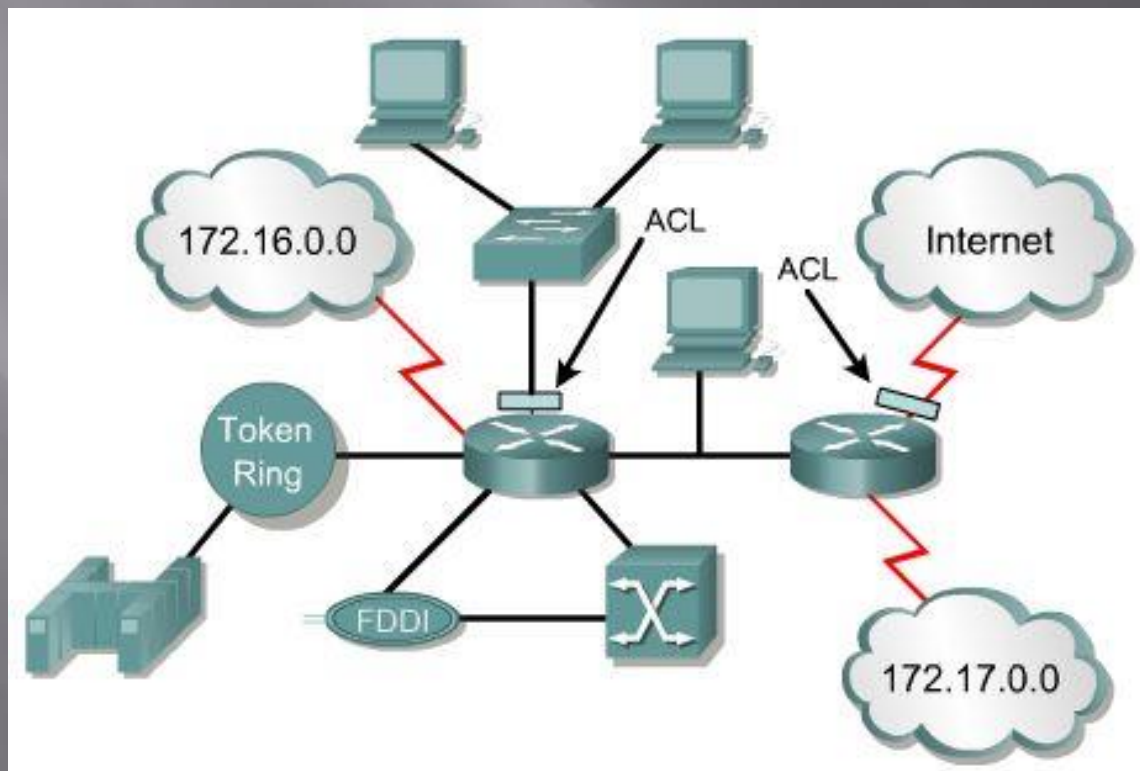 172.16.0.0
ACL
Internet
ACL
Token
Ring
FDDI
172.17.0.0